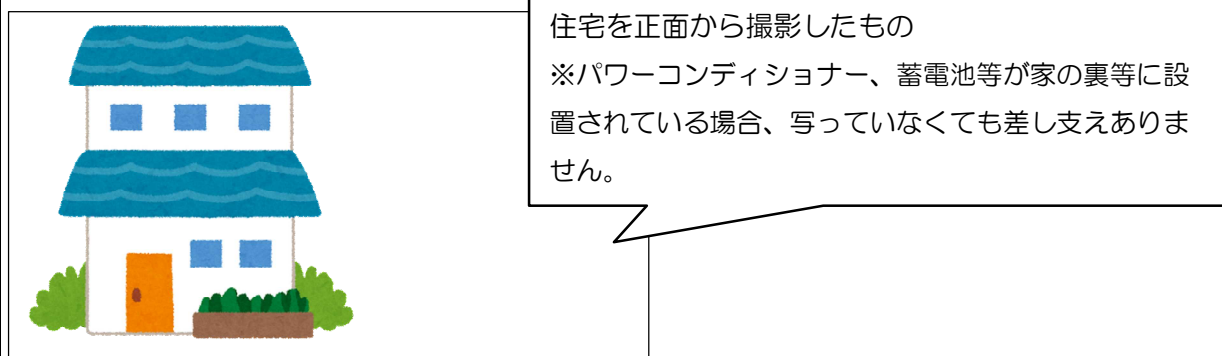 住宅を正面から撮影したもの
※パワーコンディショナー、蓄電池等が家の裏等に設
置されている場合、写っていなくても差し支えありま
せん。